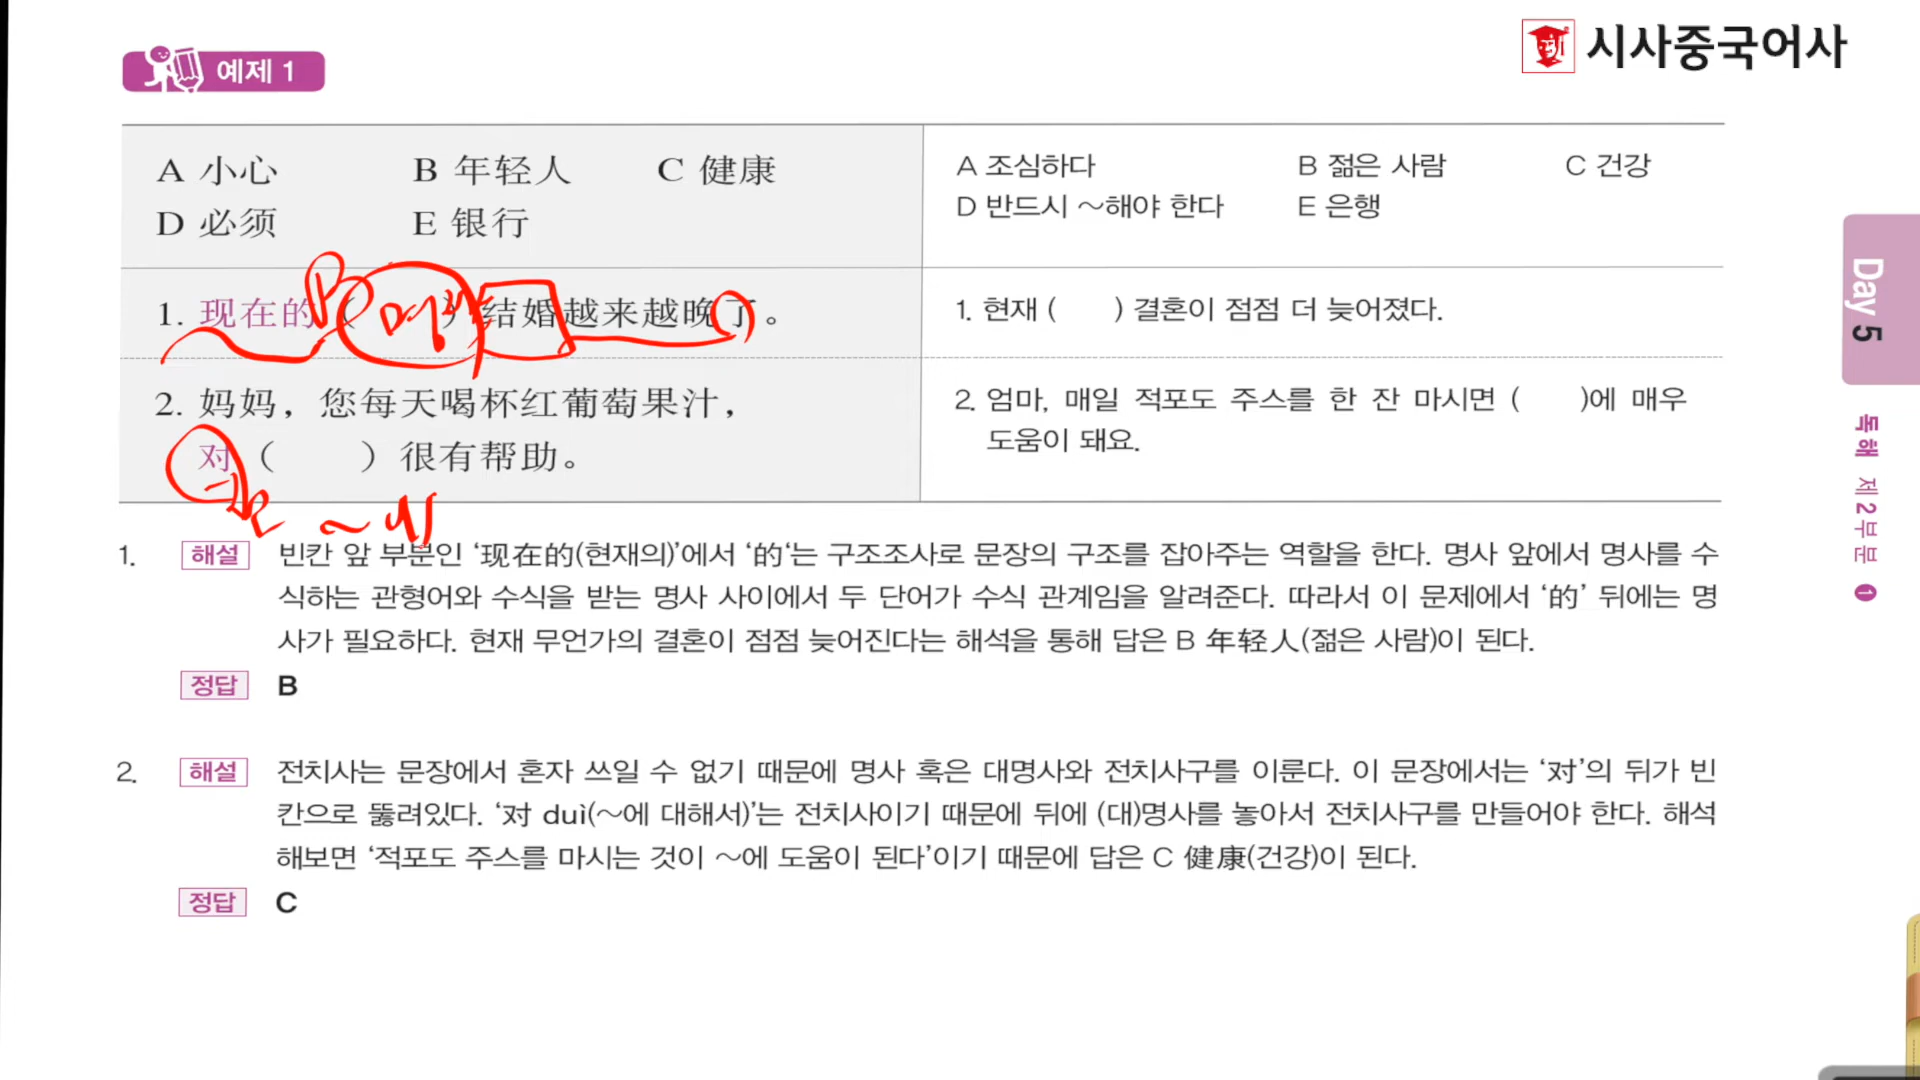 시사중국어사
예제 1
A 小心 B 年轻人 C 健康
D 必须 E 银行
A 조심하다 B 젊은 사람 C 건강
D 반드시 ~해야 한다 E 은행
B
1. 现在的 ( 명사 ) 结婚越来越晚了。
1. 현재 ( ) 결혼이 점점 더 늦어졌다.
2. 妈妈，您每天喝杯红葡萄果汁，
对 ( ) 很有帮助。
2. 엄마, 매일 적포도 주스를 한 잔 마시면 ( )에 매우
도움이 돼요.
1. 해설 빈칸 앞 부분인 ‘现在的(현재의)’에서 ‘的‘는 구조조사로 문장의 구조를 잡아주는 역할을 한다. 명사 앞에서 명사를 수
식하는 관형어와 수식을 받는 명사 사이에서 두 단어가 수식 관계임을 알려준다. 따라서 이 문제에서 ‘的’ 뒤에는 명
사가 필요하다. 현재 무언가의 결혼이 점점 늦어진다는 해석을 통해 답은 B 年轻人(젊은 사람)이 된다.
정답 B
2. 해설 전치사는 문장에서 혼자 쓰일 수 없기 때문에 명사 혹은 대명사와 전치사구를 이룬다. 이 문장에서는 ‘对’의 뒤가 빈
칸으로 뚫려있다. ‘对 duì(~에 대해서)’는 전치사이기 때문에 뒤에 (대)명사를 놓아서 전치사구를 만들어야 한다. 해석
해보면 ‘적포도 주스를 마시는 것이 ~에 도움이 된다’이기 때문에 답은 C 健康(건강)이 된다.
정답 C
Day 5
독해 제2부분 1